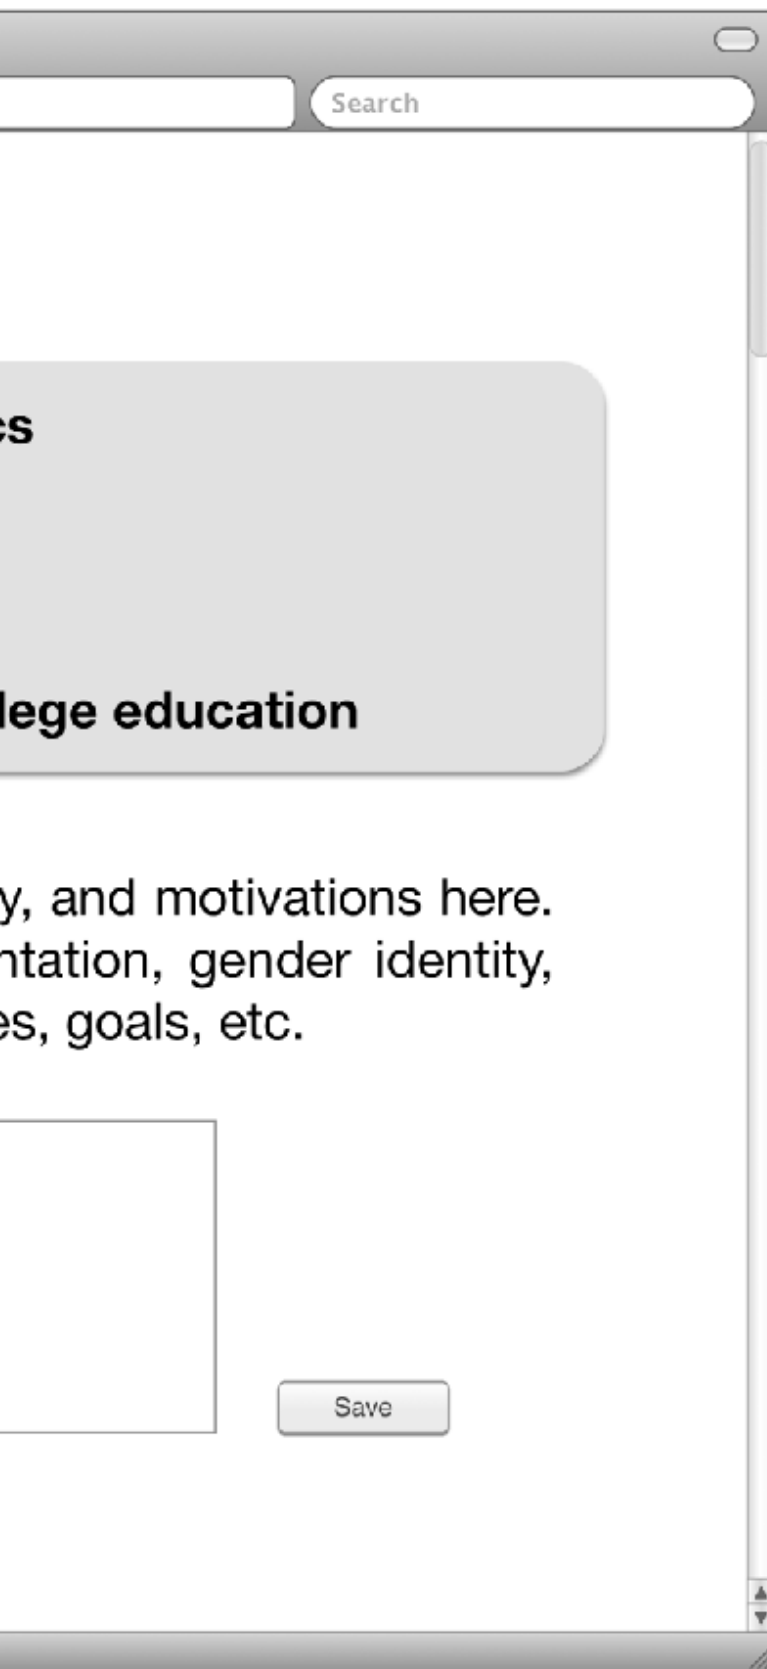 Search
cs
lege education
y, and motivations here.
ntation, gender identity,
es, goals, etc.
Save